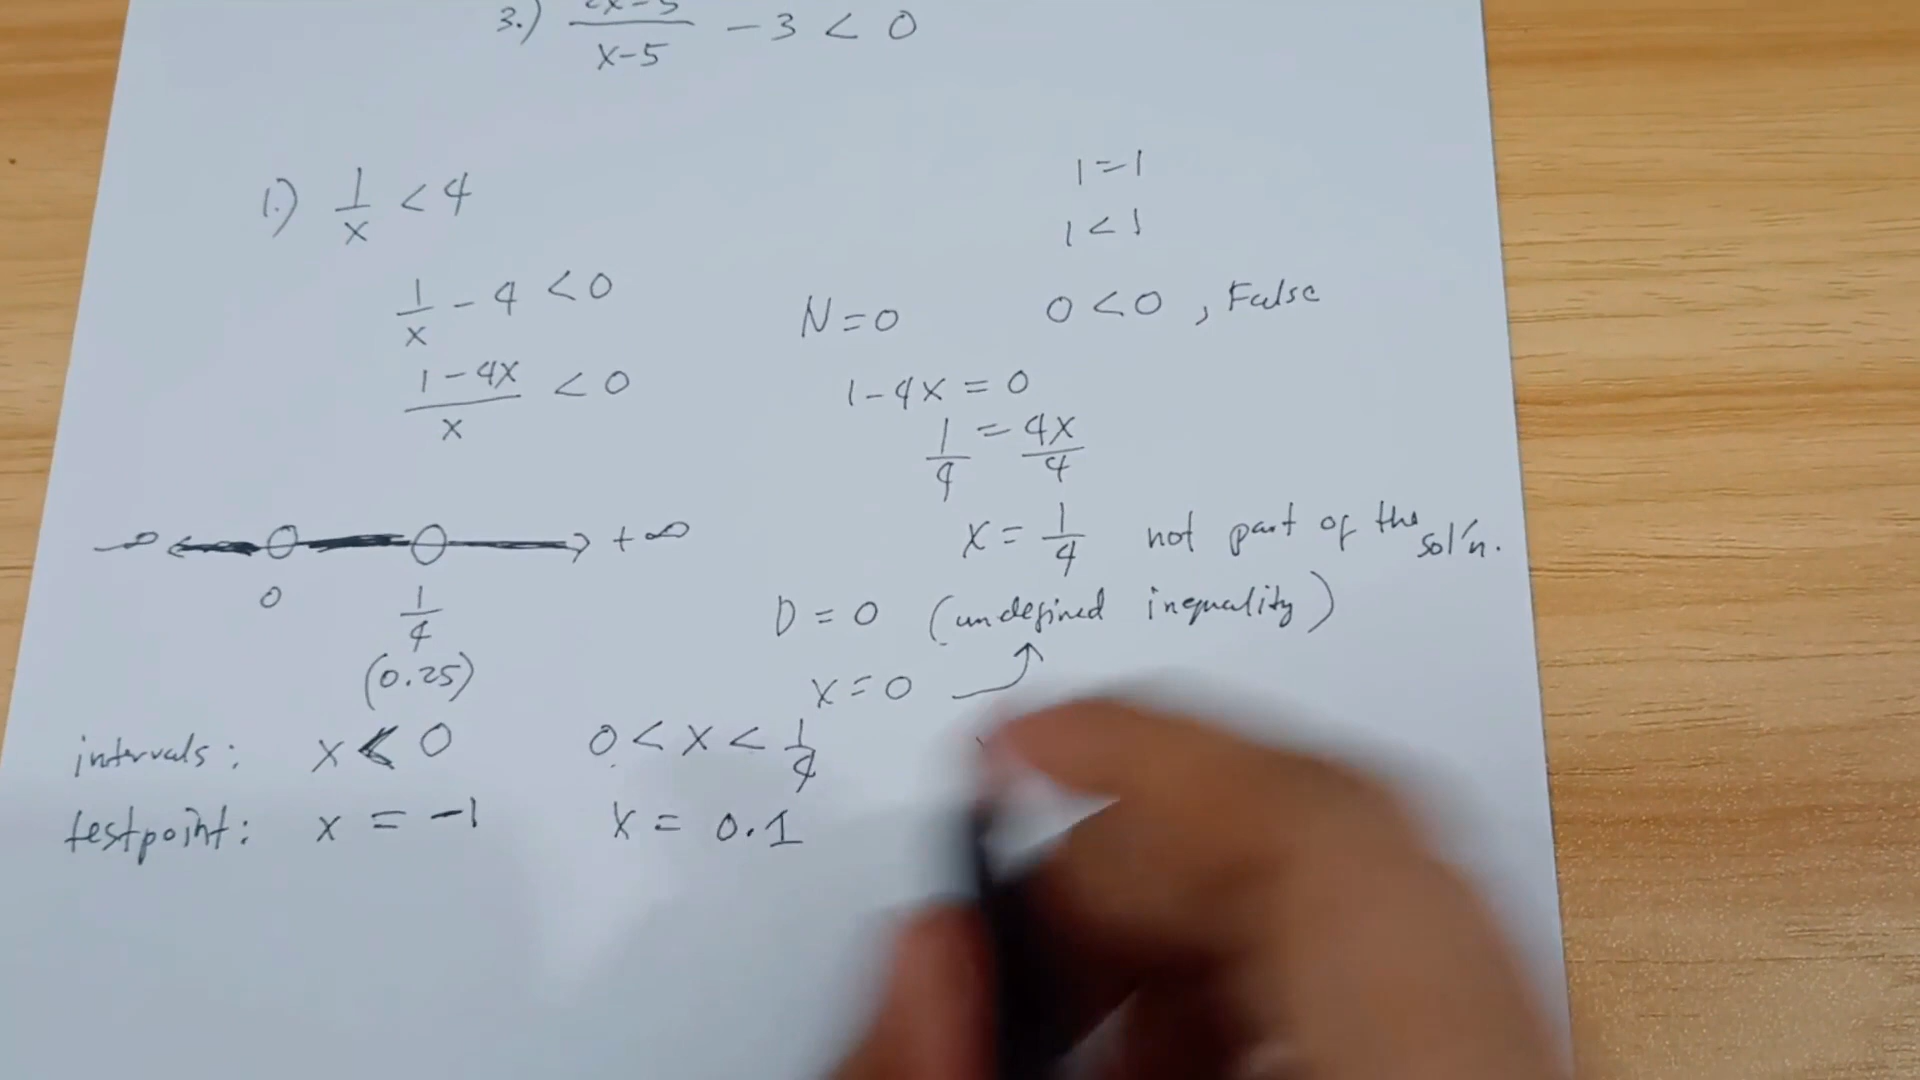 3.) 2x-5/x-5 - 3 < 0
1.) 1/x < 4
1/x - 4 < 0
1-4x/x < 0
1=1
1<1
0<0, False
N=0
1-4x = 0
1/4 = 4x/4
x = 1/4 not part of the sol'n.
D = 0 (undefined inequality)
x=0
-∞ +∞
0 1/4
(0.25)
intervals: x < 0 0 < x < 1/4
testpoint: x = -1 x = 0.1